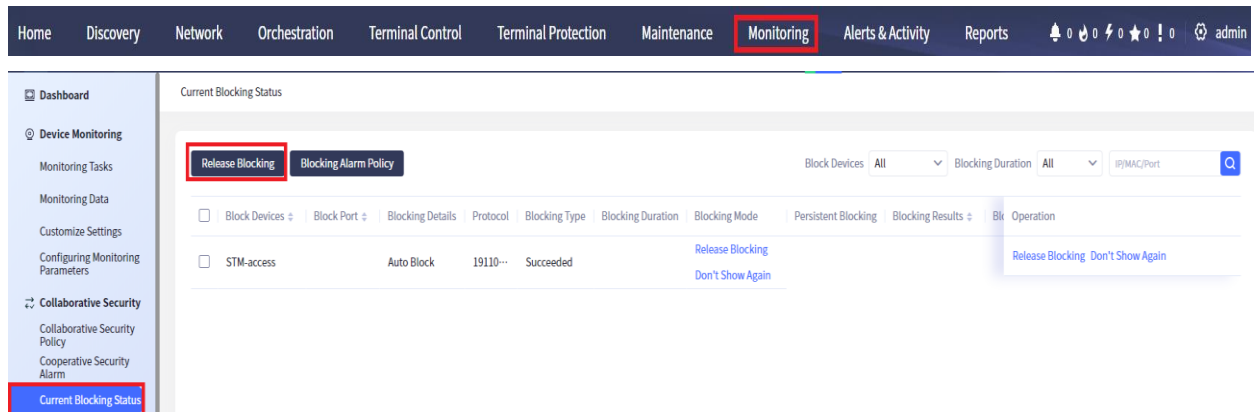 Home Discovery Network Orchestration Terminal Control Terminal Protection Maintenance Monitoring Alerts & Activity Reports 0 0 0 0 0 admin
Dashboard
Device Monitoring
Monitoring Tasks
Monitoring Data
Customize Settings
Configuring Monitoring
Parameters
Collaborative Security
Collaborative Security
Policy
Cooperative Security
Alarm
Current Blocking Status
Current Blocking Status
Release Blocking Blocking Alarm Policy Block Devices All Blocking Duration All IP/MAC/Port
Block Devices Block Port Blocking Details Protocol Blocking Type Blocking Duration Blocking Mode Persistent Blocking Blocking Results Operation
STM-access Auto Block 19110··· Succeeded Release Blocking Release Blocking Don't Show Again
Don't Show Again